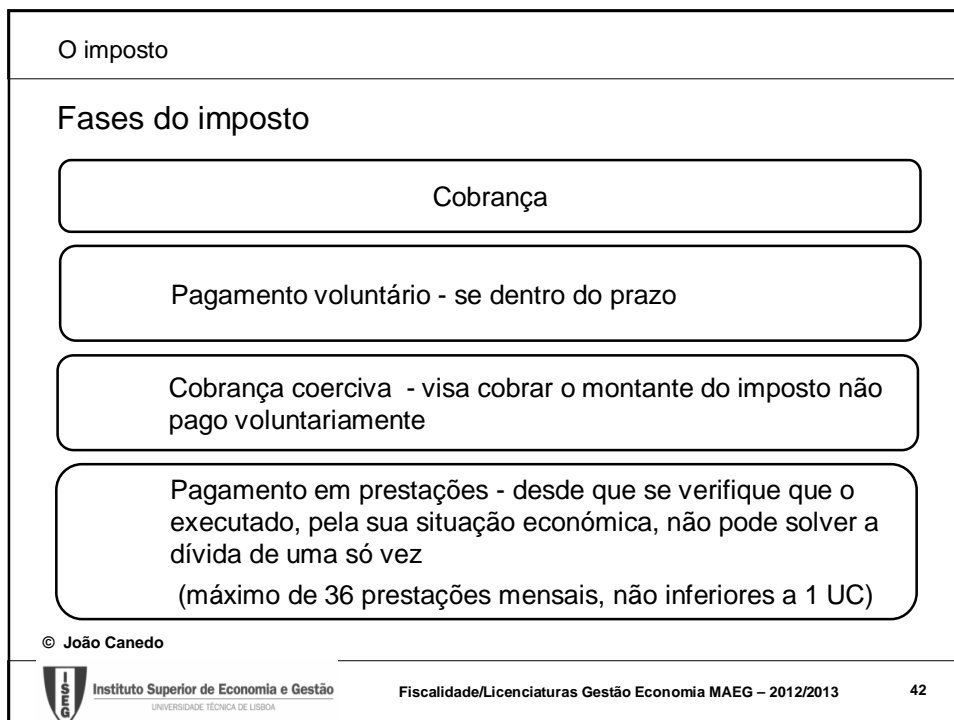 O imposto
Fases do imposto
Cobrança
Pagamento voluntário - se dentro do prazo
Cobrança coerciva - visa cobrar o montante do imposto não
pago voluntariamente
Pagamento em prestações - desde que se verifique que o
executado, pela sua situação económica, não pode solver a
dívida de uma só vez
(máximo de 36 prestações mensais, não inferiores a 1 UC)
© João Canedo
ISEG
Instituto Superior de Economia e Gestão
UNIVERSIDADE TÉCNICA DE LISBOA
Fiscalidade/Licenciaturas Gestão Economia MAEG – 2012/2013
42